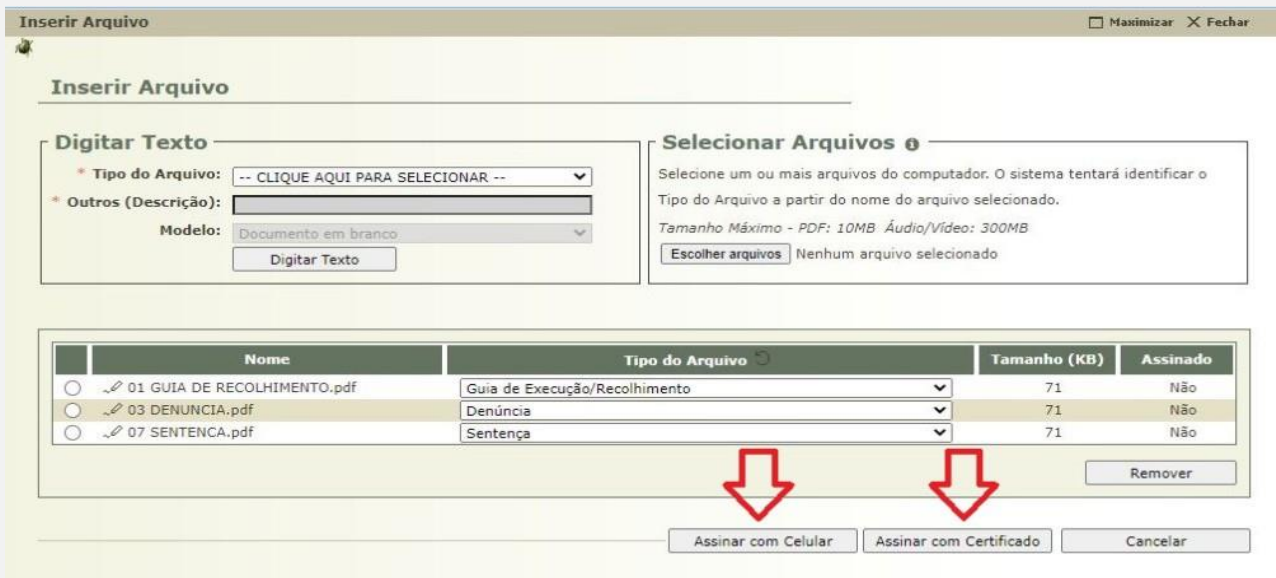 Inserir Arquivo
Maximizar Fechar
Inserir Arquivo
Digitar Texto
* Tipo do Arquivo: -- CLIQUE AQUI PARA SELECIONAR --
* Outros (Descrição):
Modelo: Documento em branco
Digitar Texto
Selecionar Arquivos
Selecione um ou mais arquivos do computador. O sistema tentará identificar o
Tipo do Arquivo a partir do nome do arquivo selecionado.
Tamanho Máximo - PDF: 10MB Áudio/Vídeo: 300MB
Escolher arquivos Nenhum arquivo selecionado
Nome Tipo do Arquivo Tamanho (KB) Assinado
01 GUIA DE RECOLHIMENTO.pdf Guia de Execução/Recolhimento 71 Não
03 DENUNCIA.pdf Denúncia 71 Não
07 SENTENCA.pdf Sentença 71 Não
Remover
Assinar com Celular Assinar com Certificado Cancelar